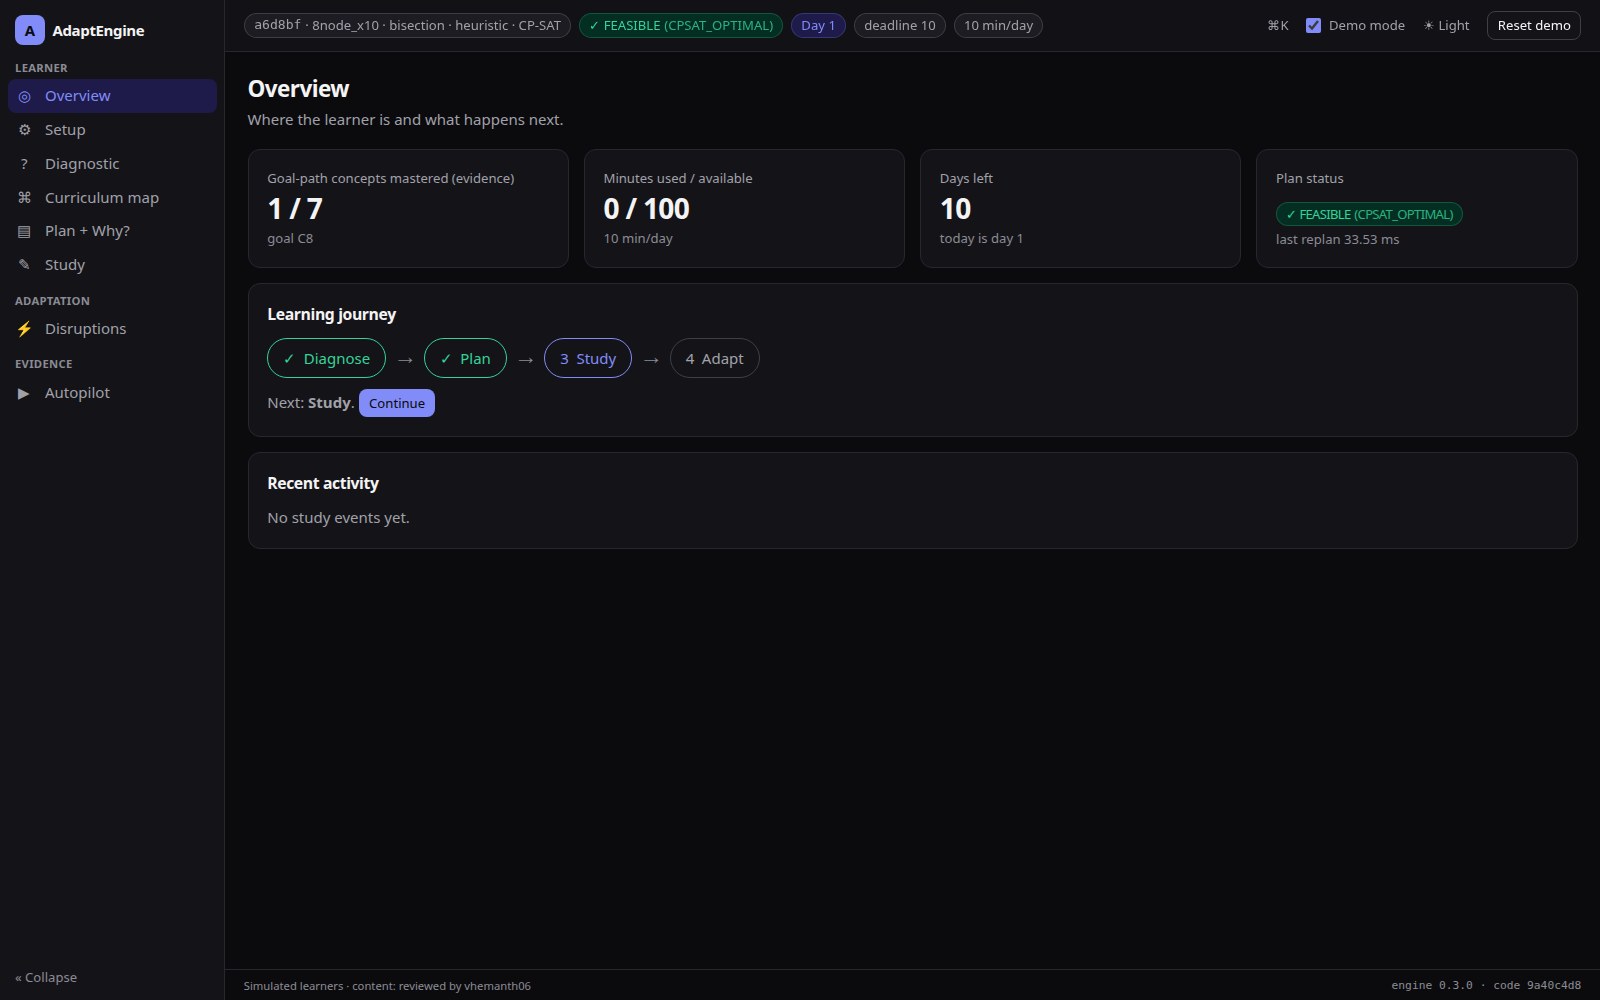 A AdaptEngine
LEARNER
◎ Overview
⚙ Setup
? Diagnostic
⌘ Curriculum map
▤ Plan + Why?
✎ Study
ADAPTATION
⚡ Disruptions
EVIDENCE
▶ Autopilot
« Collapse
a6d8bf · 8node_x10 · bisection · heuristic · CP-SAT
✓ FEASIBLE (CPSAT_OPTIMAL)
Day 1
deadline 10
10 min/day
⌘K
Demo mode
☀ Light
Reset demo
Overview
Where the learner is and what happens next.
Goal-path concepts mastered (evidence)
1 / 7
goal C8
Minutes used / available
0 / 100
10 min/day
Days left
10
today is day 1
Plan status
✓ FEASIBLE (CPSAT_OPTIMAL)
last replan 33.53 ms
Learning journey
✓ Diagnose → ✓ Plan → 3 Study → 4 Adapt
Next: Study. Continue
Recent activity
No study events yet.
Simulated learners · content: reviewed by vhemanth06
engine 0.3.0 · code 9a40c4d8